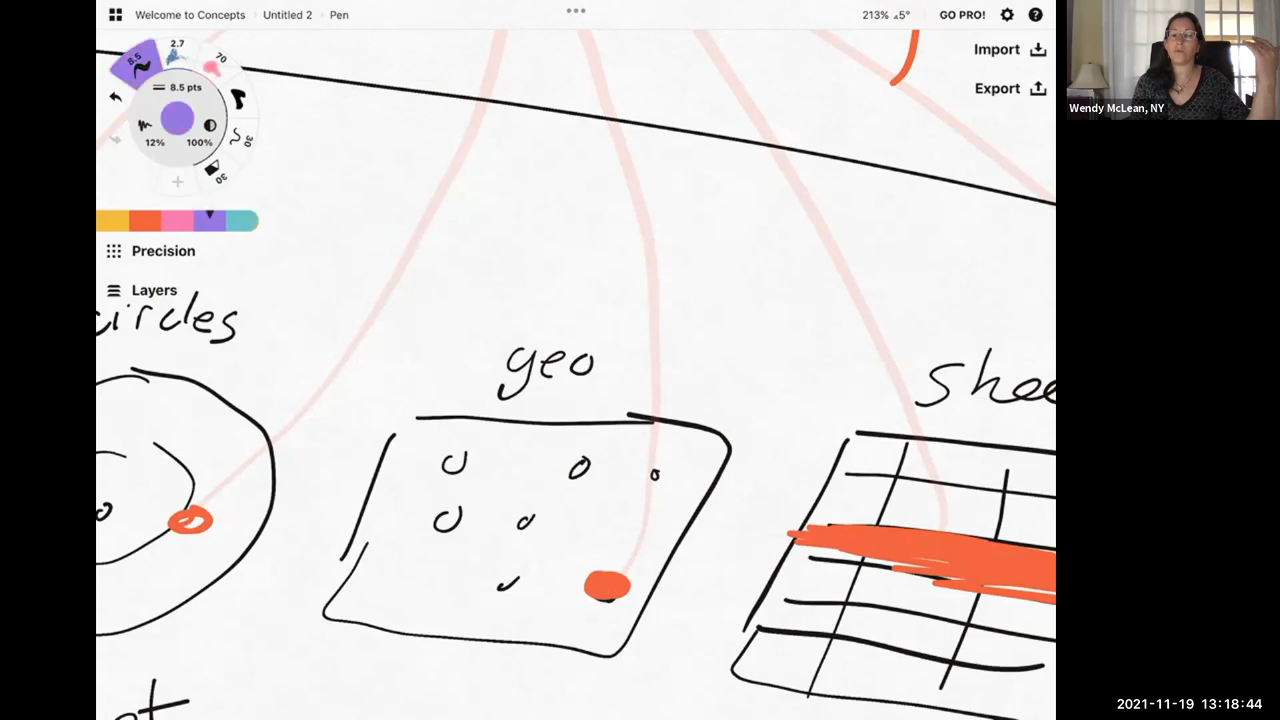 Welcome to Concepts
Untitled 2
Pen
213% ⊿5°
GO PRO!
Import
Export
8.5
2.7
70
30
30
8.5 pts
12%
100%
Precision
Layers
circles
geo
Wendy McLean, NY
2021-11-19 13:18:44